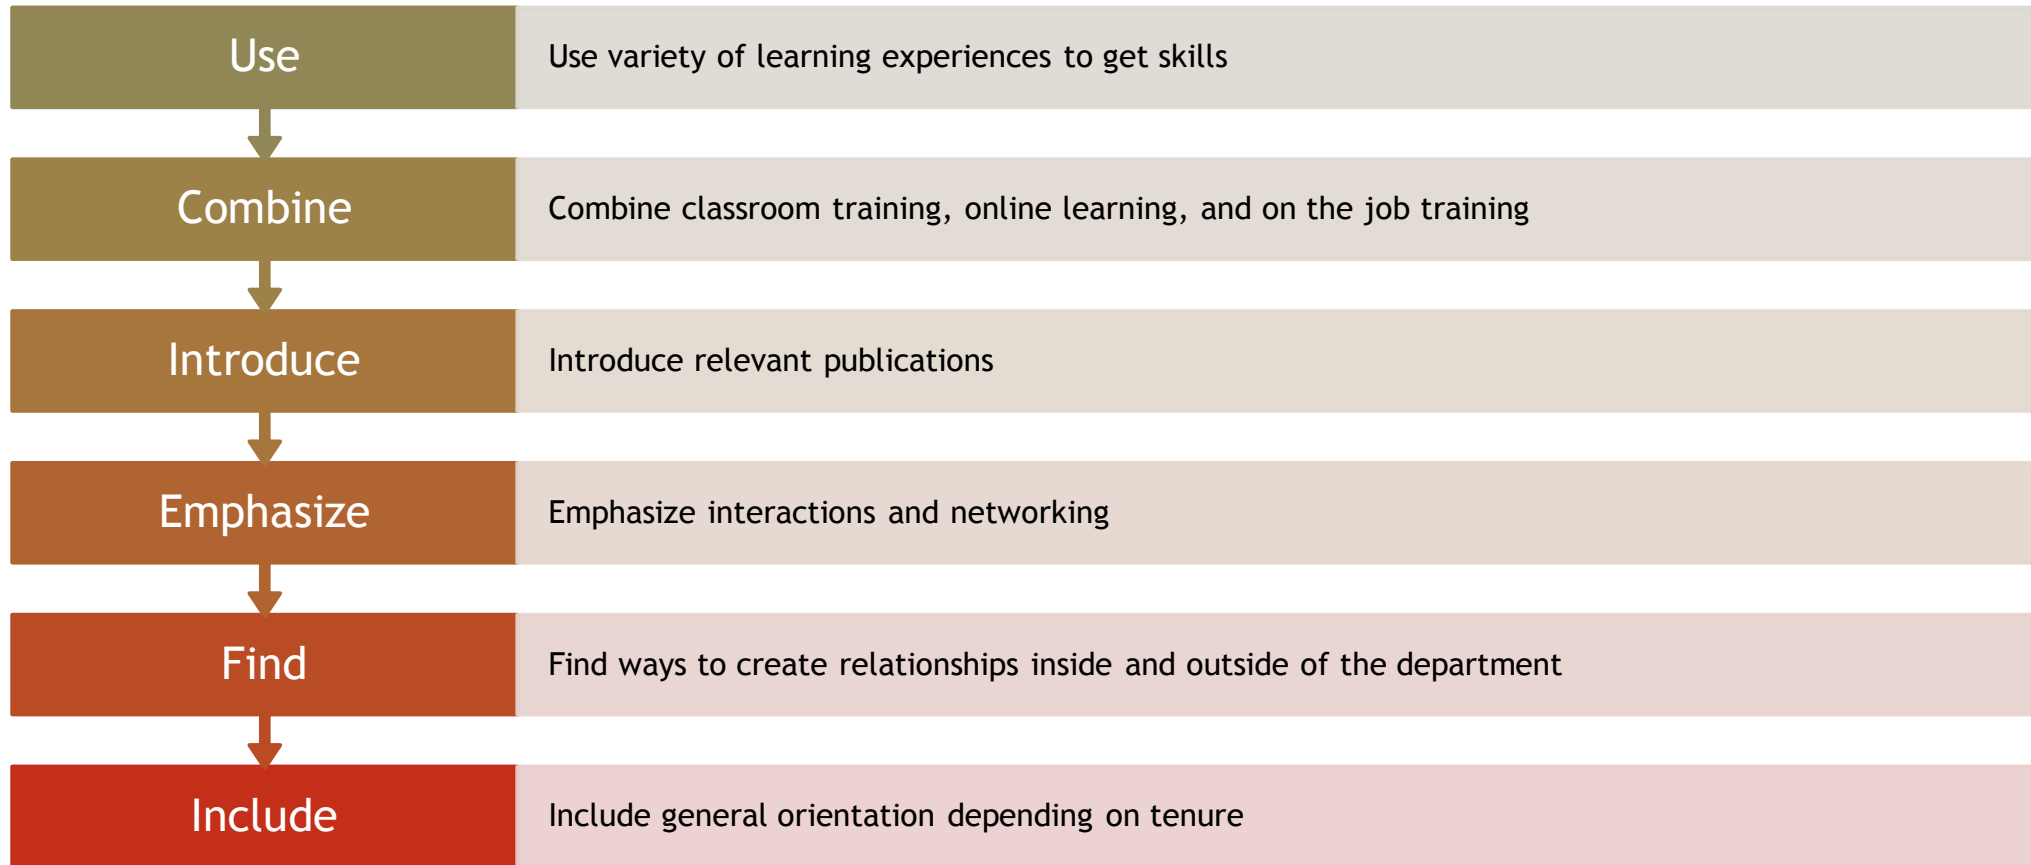 Use
Use variety of learning experiences to get skills
Combine
Combine classroom training, online learning, and on the job training
Introduce
Introduce relevant publications
Emphasize
Emphasize interactions and networking
Find
Find ways to create relationships inside and outside of the department
Include
Include general orientation depending on tenure